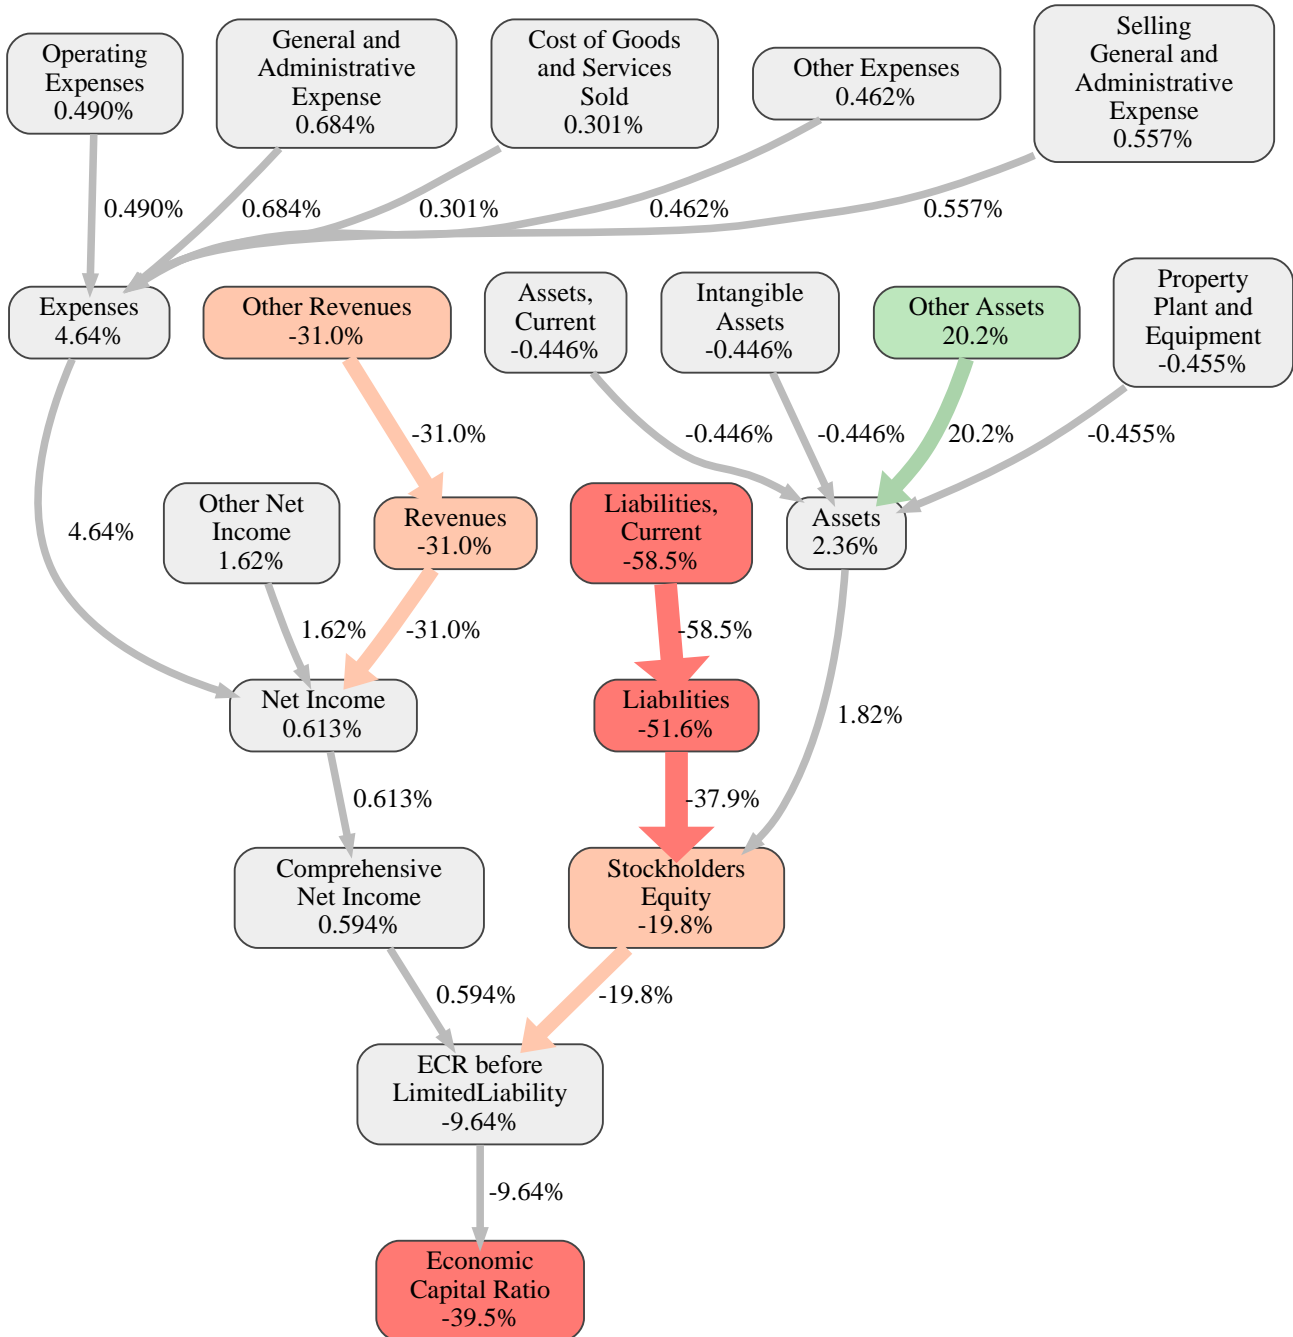 Operating
Expenses
0.490%
General and
Administrative
Expense
0.684%
Cost of Goods
and Services
Sold
0.301%
Other Expenses
0.462%
Selling
General and
Administrative
Expense
0.557%
0.490%
0.684%
0.301%
0.462%
0.557%
Expenses
4.64%
Other Revenues
-31.0%
Assets,
Current
-0.446%
Intangible
Assets
-0.446%
Other Assets
20.2%
Property
Plant and
Equipment
-0.455%
-31.0%
-0.446%
-0.446%
20.2%
-0.455%
4.64%
Other Net
Income
1.62%
Revenues
-31.0%
Liabilities,
Current
-58.5%
Assets
2.36%
1.62%
-31.0%
-58.5%
Net Income
0.613%
Liabilities
-51.6%
1.82%
0.613%
-37.9%
Comprehensive
Net Income
0.594%
Stockholders
Equity
-19.8%
0.594%
-19.8%
ECR before
LimitedLiability
-9.64%
-9.64%
Economic
Capital Ratio
-39.5%